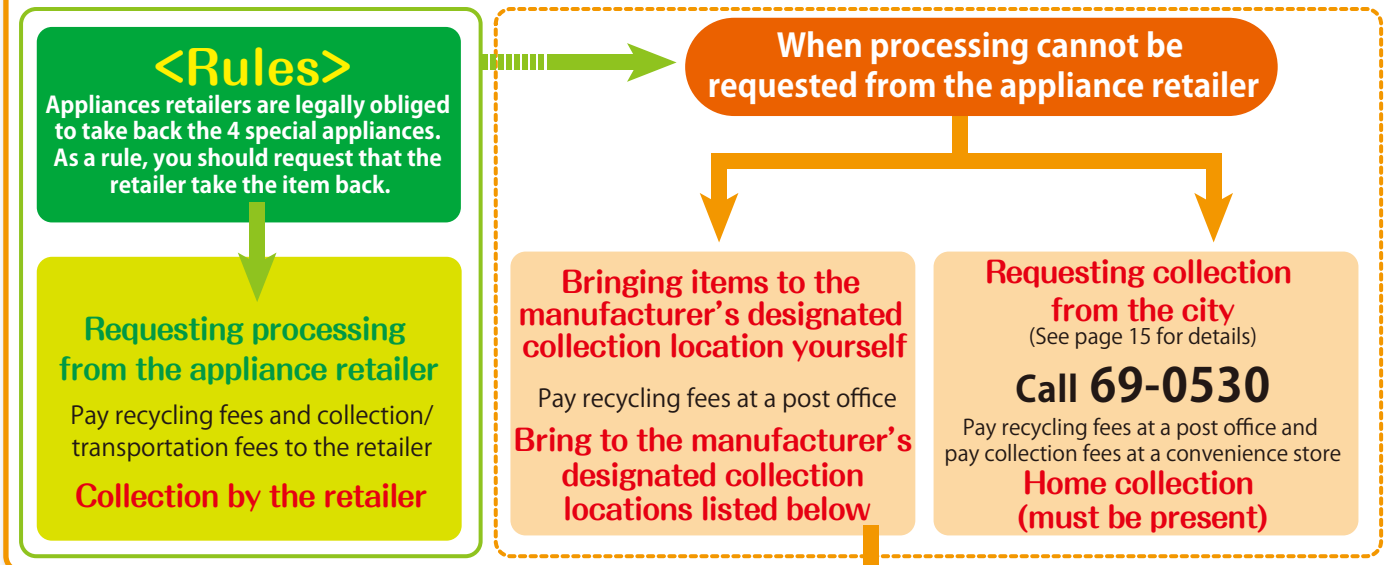 <Rules>
Appliances retailers are legally obliged
to take back the 4 special appliances.
As a rule, you should request that the
retailer take the item back.
Requesting processing
from the appliance retailer
Pay recycling fees and collection/
transportation fees to the retailer
Collection by the retailer
When processing cannot be
requested from the appliance retailer
Bringing items to the
manufacturer's designated
collection location yourself
Pay recycling fees at a post office
Bring to the manufacturer's
designated collection
locations listed below
Requesting collection
from the city
(See page 15 for details)
Call 69-0530
Pay recycling fees at a post office and
pay collection fees at a convenience store
Home collection
(must be present)